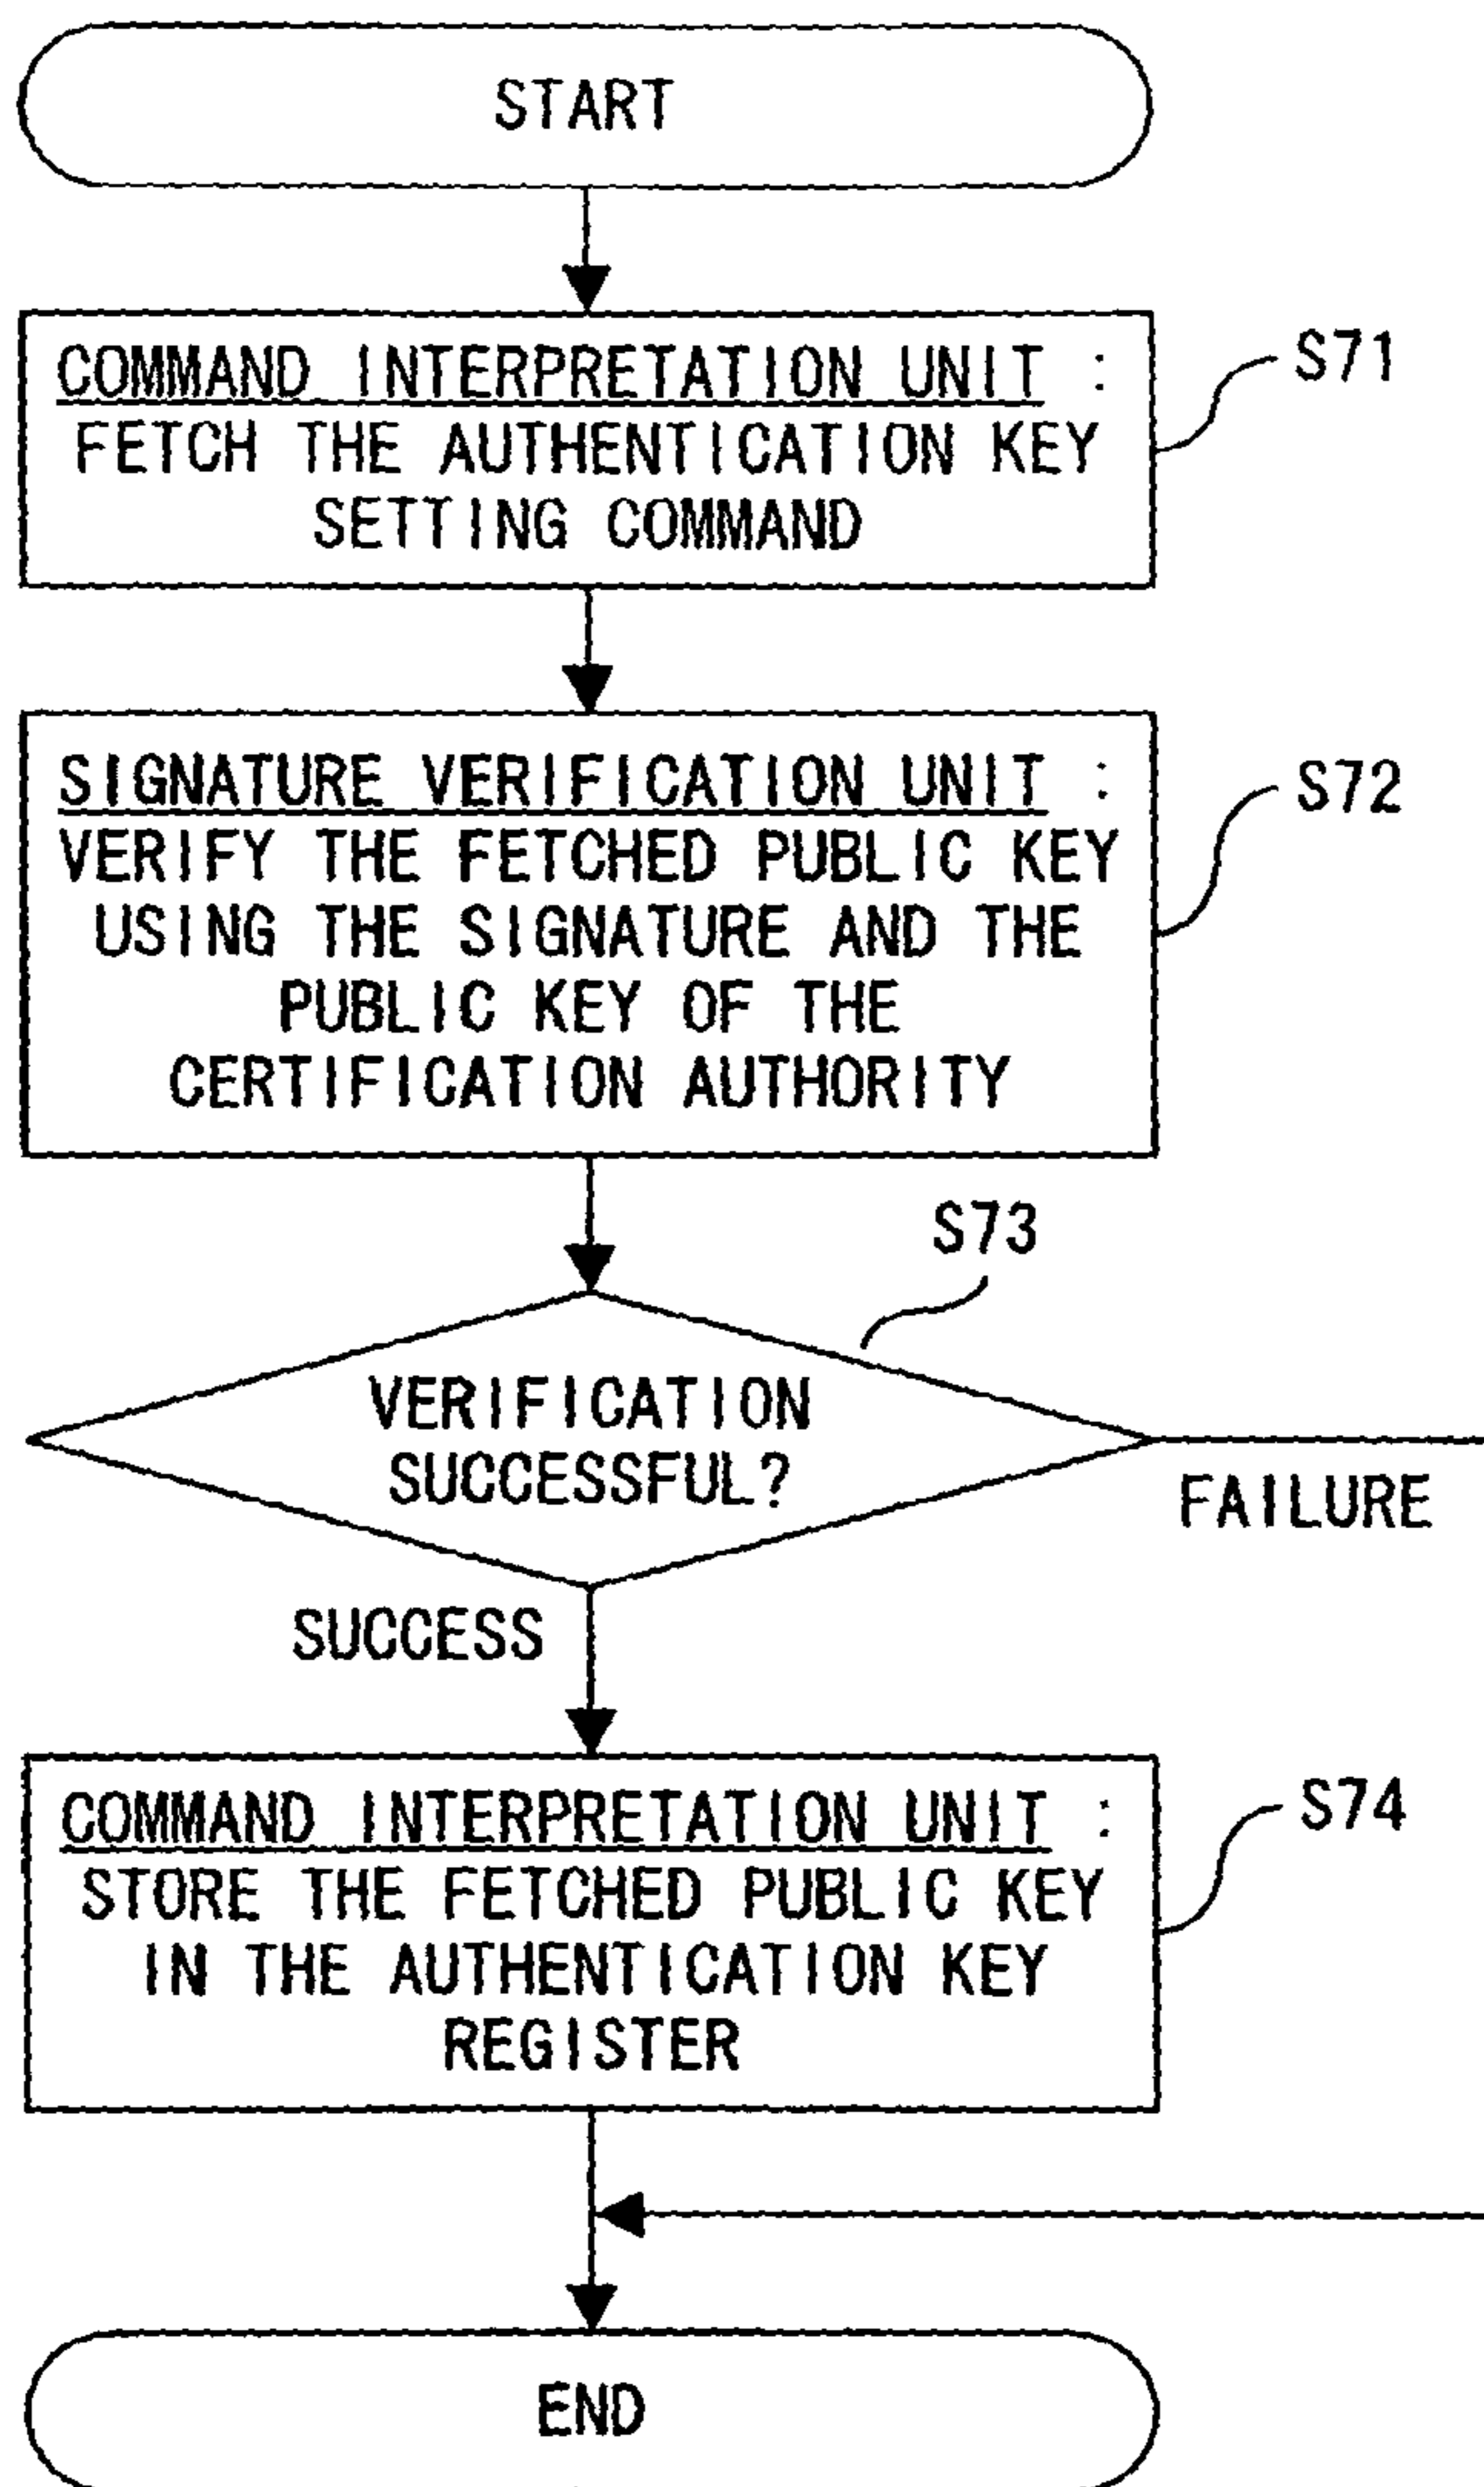 START
COMMAND INTERPRETATION UNIT :
FETCH THE AUTHENTICATION KEY
SETTING COMMAND
S71
SIGNATURE VERIFICATION UNIT :
VERIFY THE FETCHED PUBLIC KEY
USING THE SIGNATURE AND THE
PUBLIC KEY OF THE
CERTIFICATION AUTHORITY
S72
S73
VERIFICATION
SUCCESSFUL?
FAILURE
SUCCESS
COMMAND INTERPRETATION UNIT :
STORE THE FETCHED PUBLIC KEY
IN THE AUTHENTICATION KEY
REGISTER
S74
END